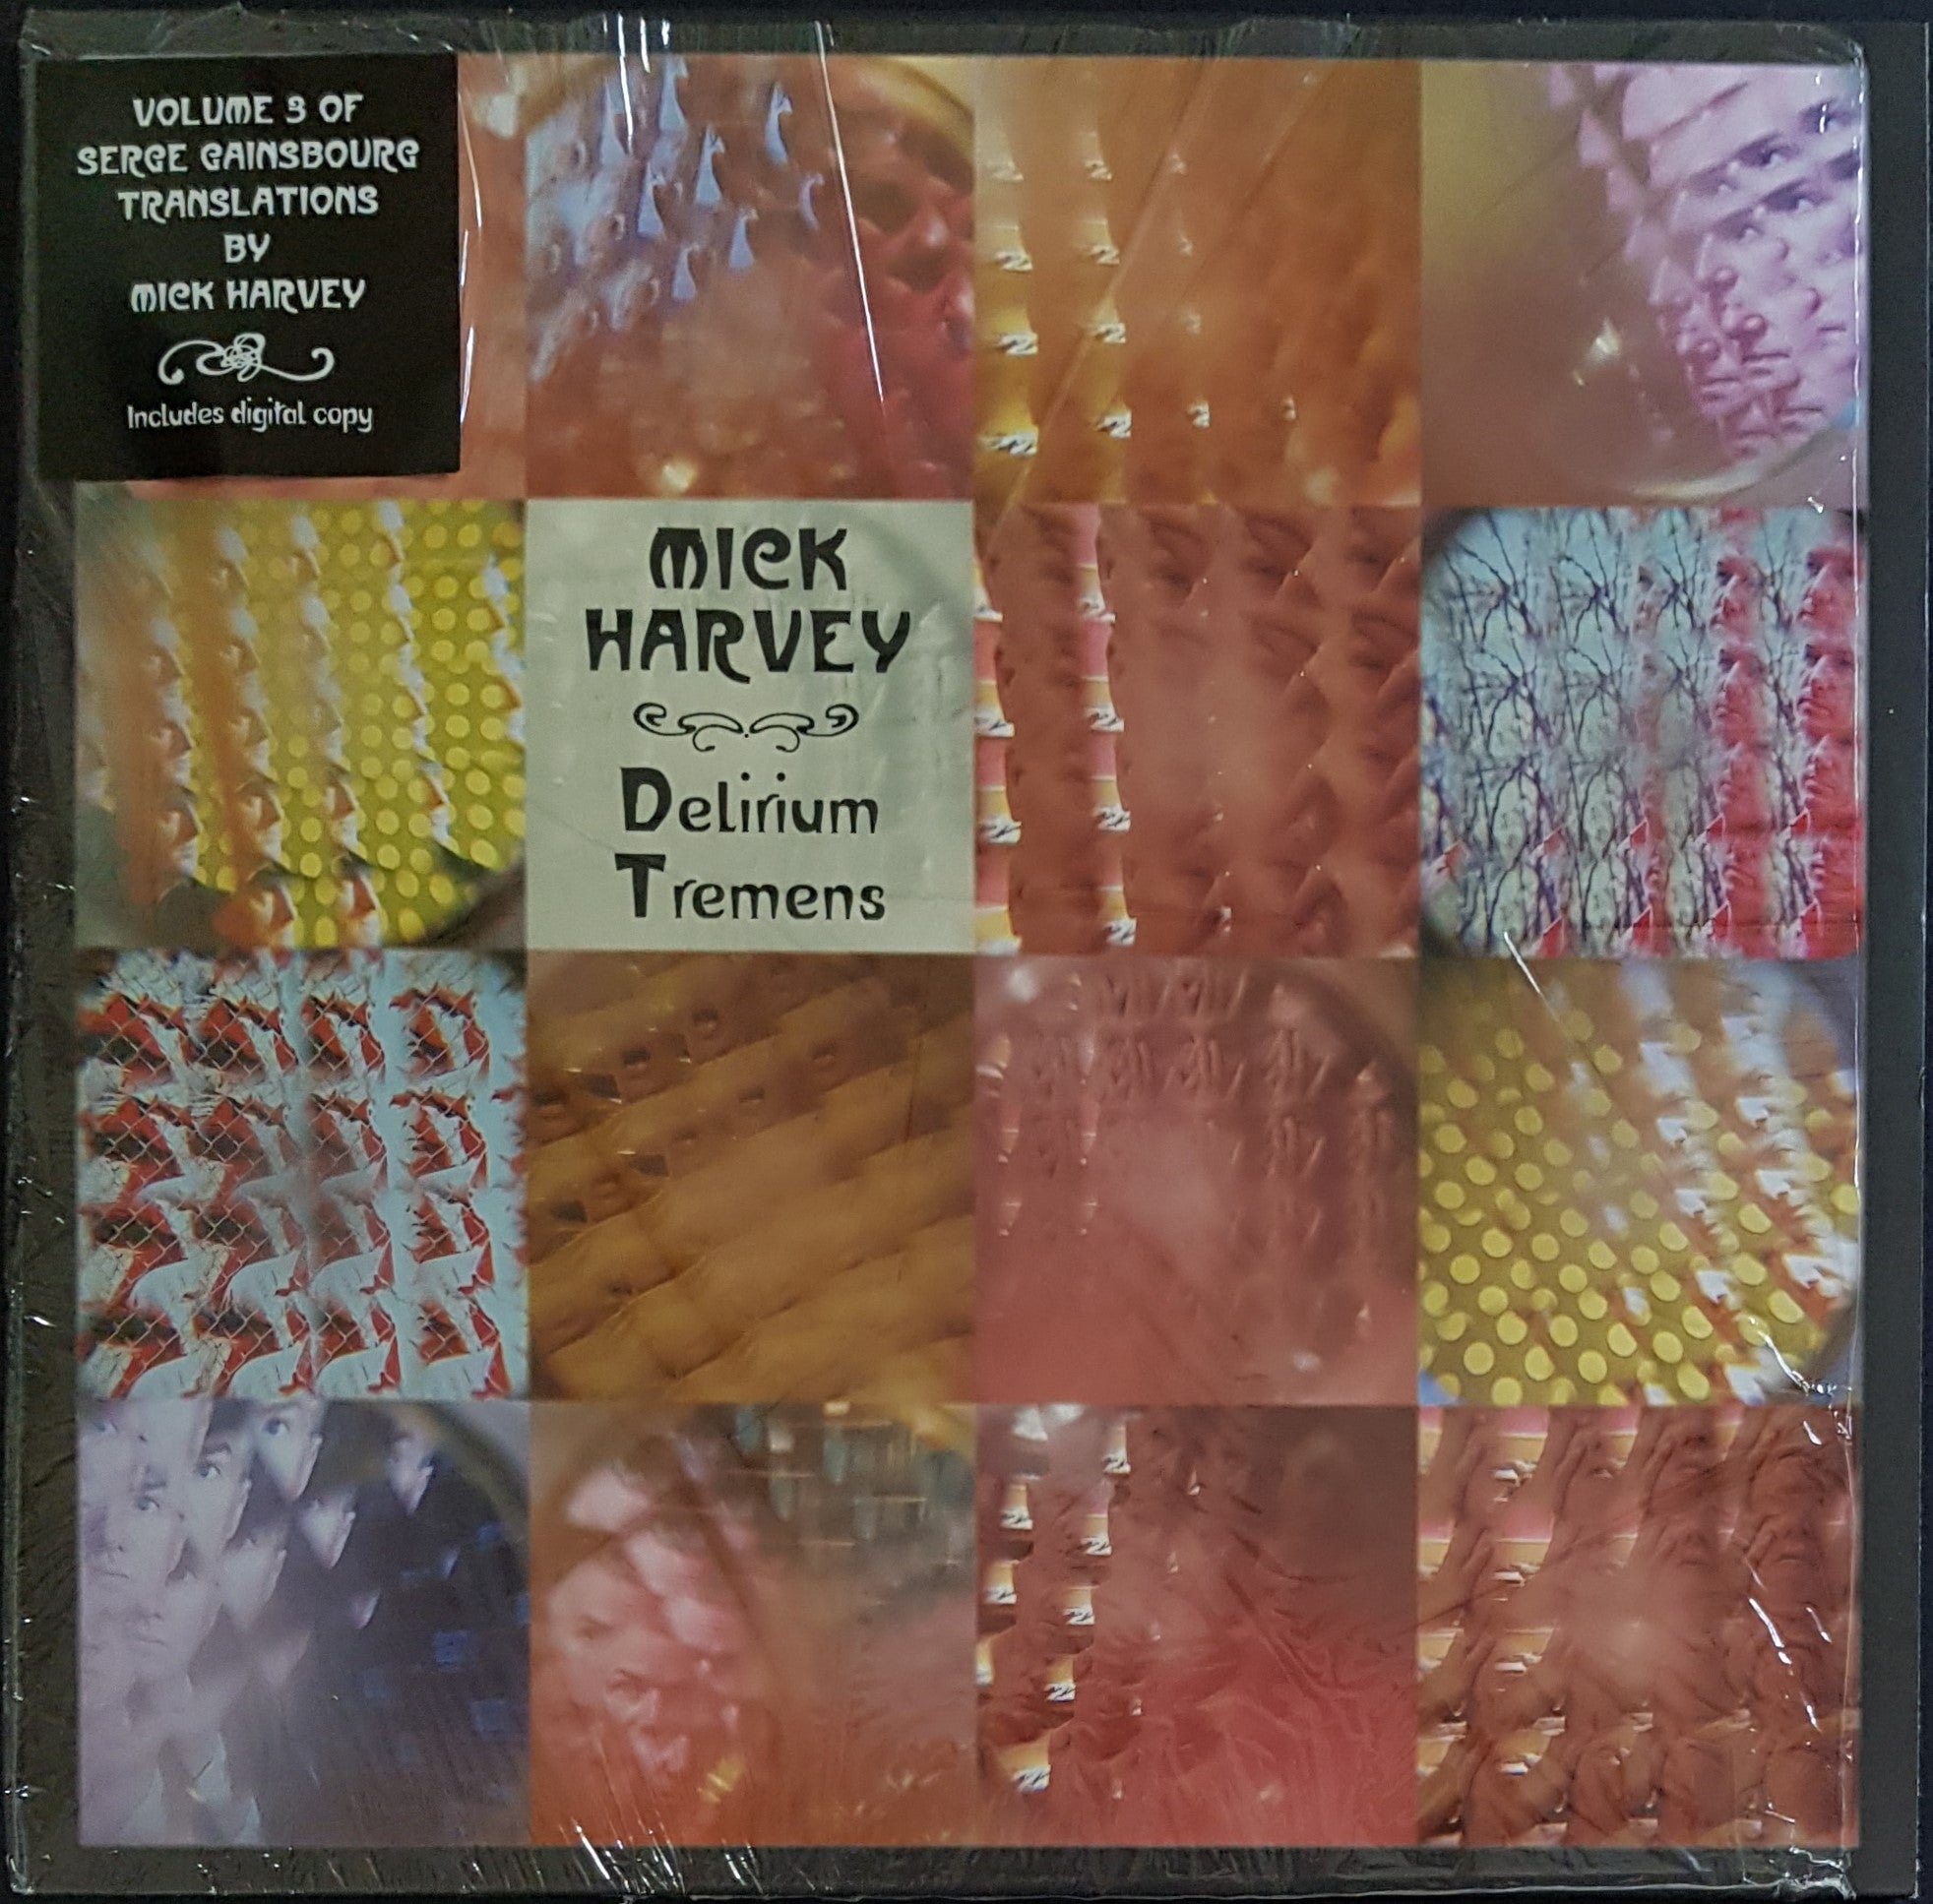 VOLUME 3 OF
SERGE GAINSBOURG
TRANSLATIONS
BY
MICK HARVEY
Includes digital copy
MICK
HARVEY
Delirium
Tremens